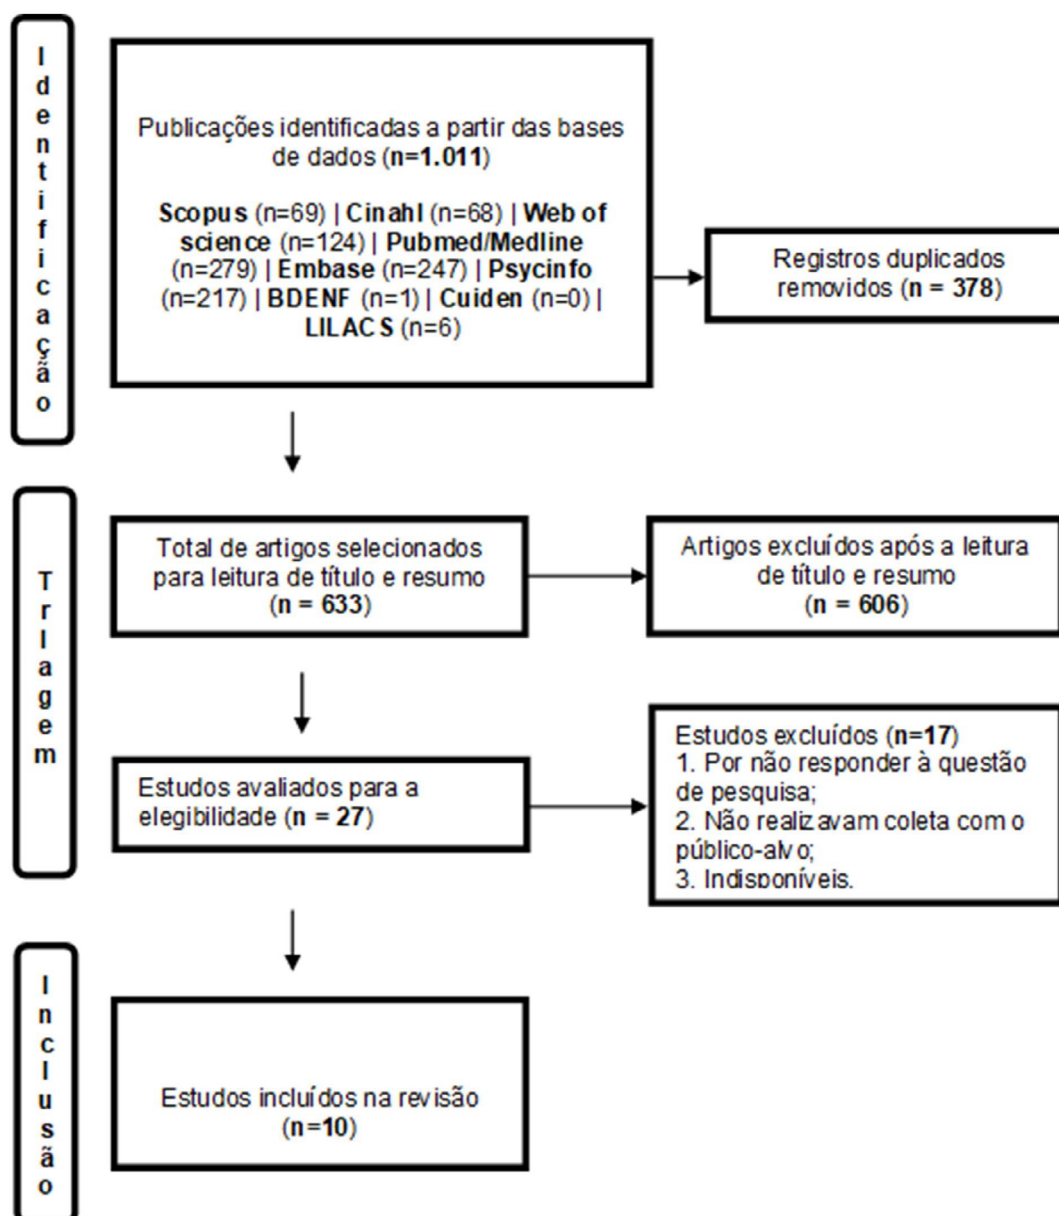 Identificação
Publicações identificadas a partir das bases
de dados (n=1.011)
Scopus (n=69) | Cinahl (n=68) | Web of
science (n=124) | Pubmed/Medline
(n=279) | Embase (n=247) | Psycinfo
(n=217) | BDENF (n=1) | Cuiden (n=0) |
LILACS (n=6)
Registros duplicados
removidos (n = 378)
Triagem
Total de artigos selecionados
para leitura de título e resumo
(n = 633)
Artigos excluídos após a leitura
de título e resumo
(n = 606)
Estudos avaliados para a
elegibilidade (n = 27)
Estudos excluídos (n=17)
1. Por não responder à questão
de pesquisa;
2. Não realizavam coleta com o
público-alvo;
3. Indisponíveis.
Inclusão
Estudos incluídos na revisão
(n=10)